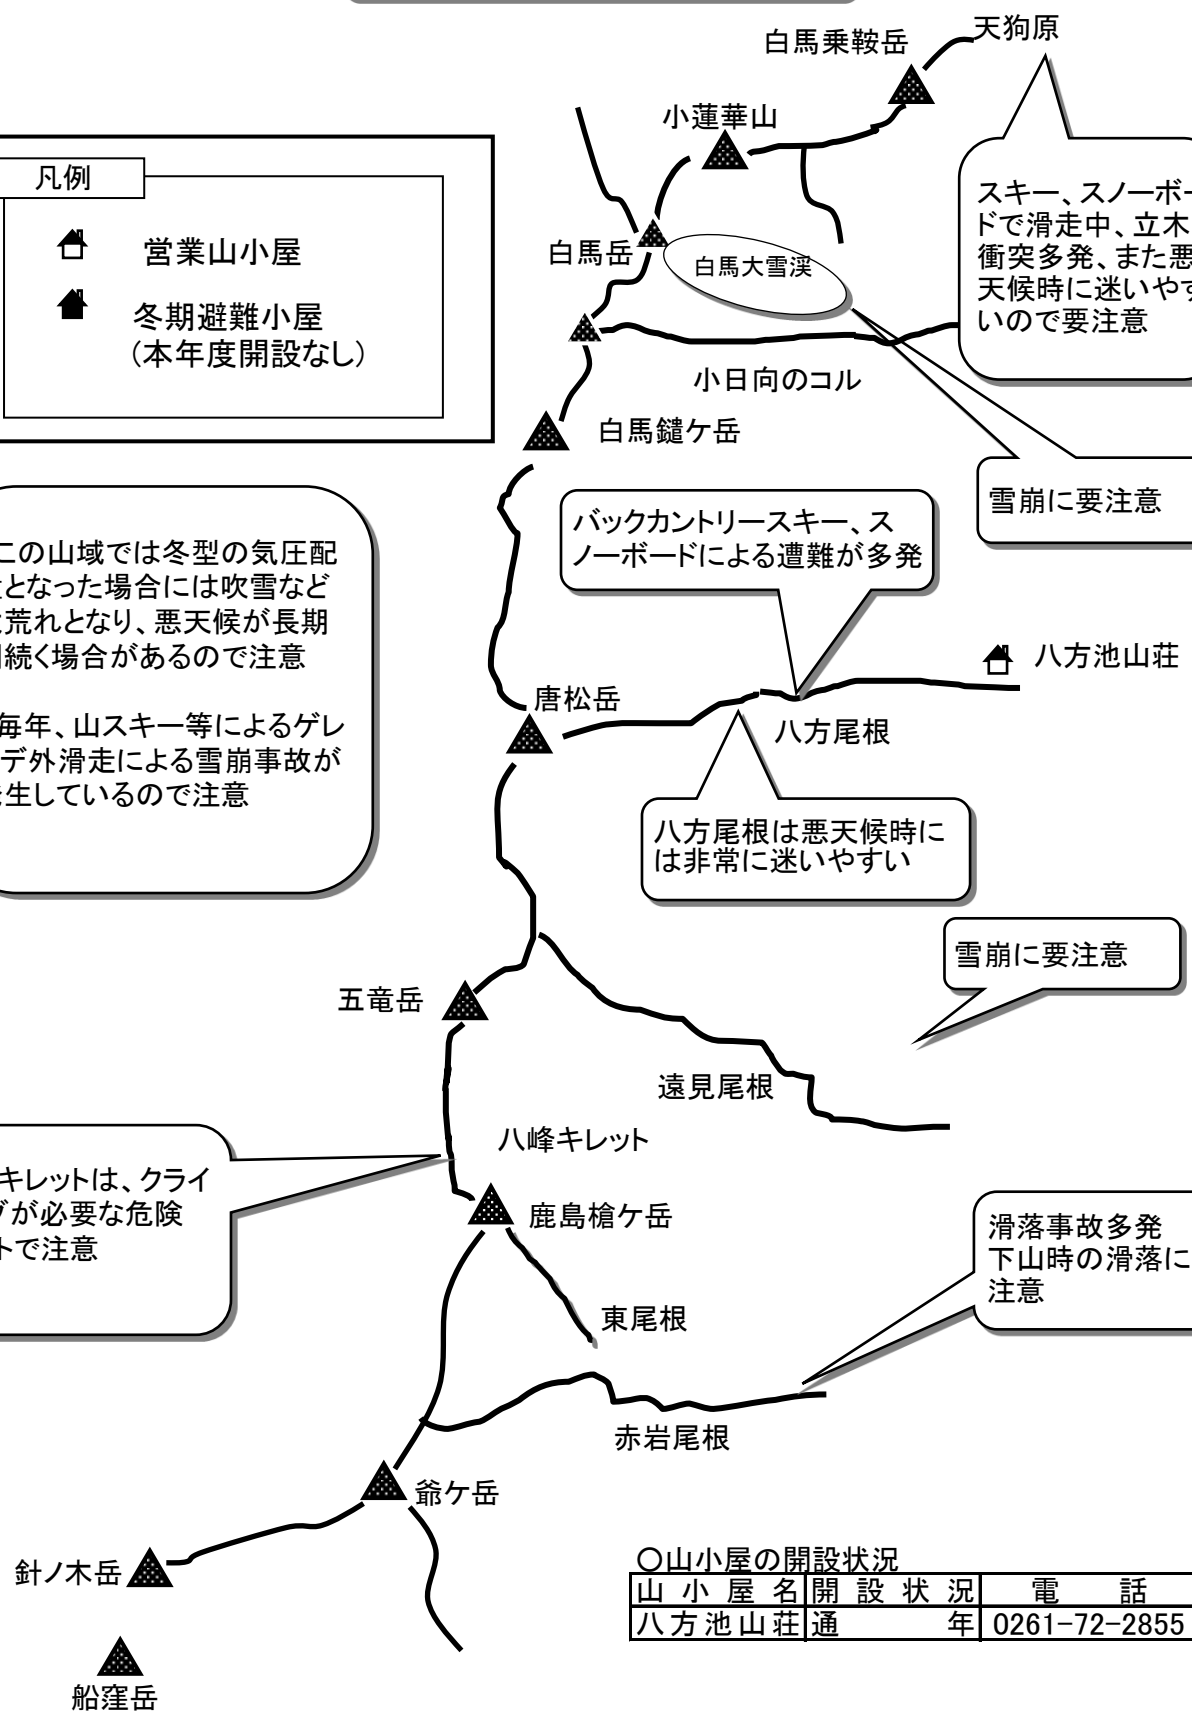 天狗原
白馬乗鞍岳
小蓮華山
凡例
営業山小屋
冬期避難小屋
(本年度開設なし)
スキー、スノーボー
ドで滑走中、立木
衝突多発、また悪
天候時に迷いやす
いので要注意
白馬岳
白馬大雪渓
小日向のコル
白馬鑓ケ岳
雪崩に要注意
バックカントリースキー、ス
ノーボードによる遭難が多発
この山域では冬型の気圧配
となった場合には吹雪など
荒れとなり、悪天候が長期
続く場合があるので注意
毎年、山スキー等によるゲレ
デ外滑走による雪崩事故が
生しているので注意
八方池山荘
唐松岳
八方尾根
八方尾根は悪天候時に
は非常に迷いやすい
雪崩に要注意
五竜岳
遠見尾根
八峰キレット
キレットは、クライ
グが必要な危険
トで注意
鹿島槍ケ岳
滑落事故多発
下山時の滑落に
注意
東尾根
赤岩尾根
爺ケ岳
針ノ木岳
船窪岳
○山小屋の開設状況
山小屋名 開設状況 電話
八方池山荘 通年 0261-72-2855